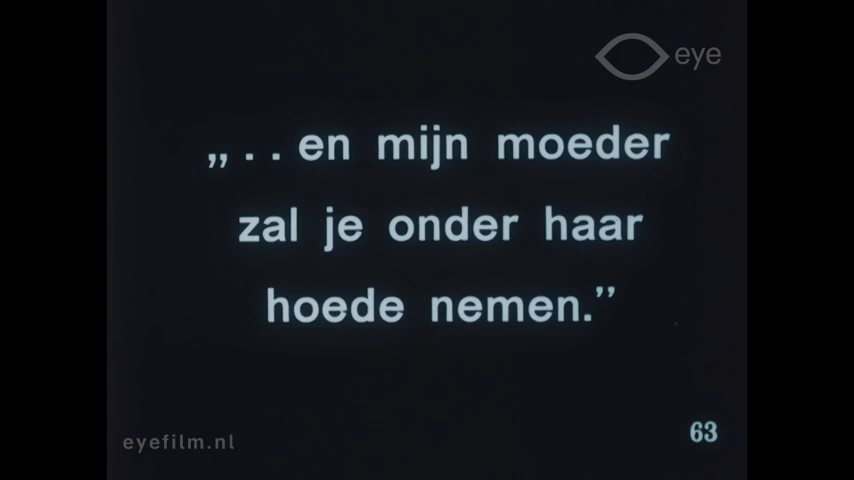 eye
„. . en mijn moeder
zal je onder haar
hoede nemen.”
63
eyefilm.nl